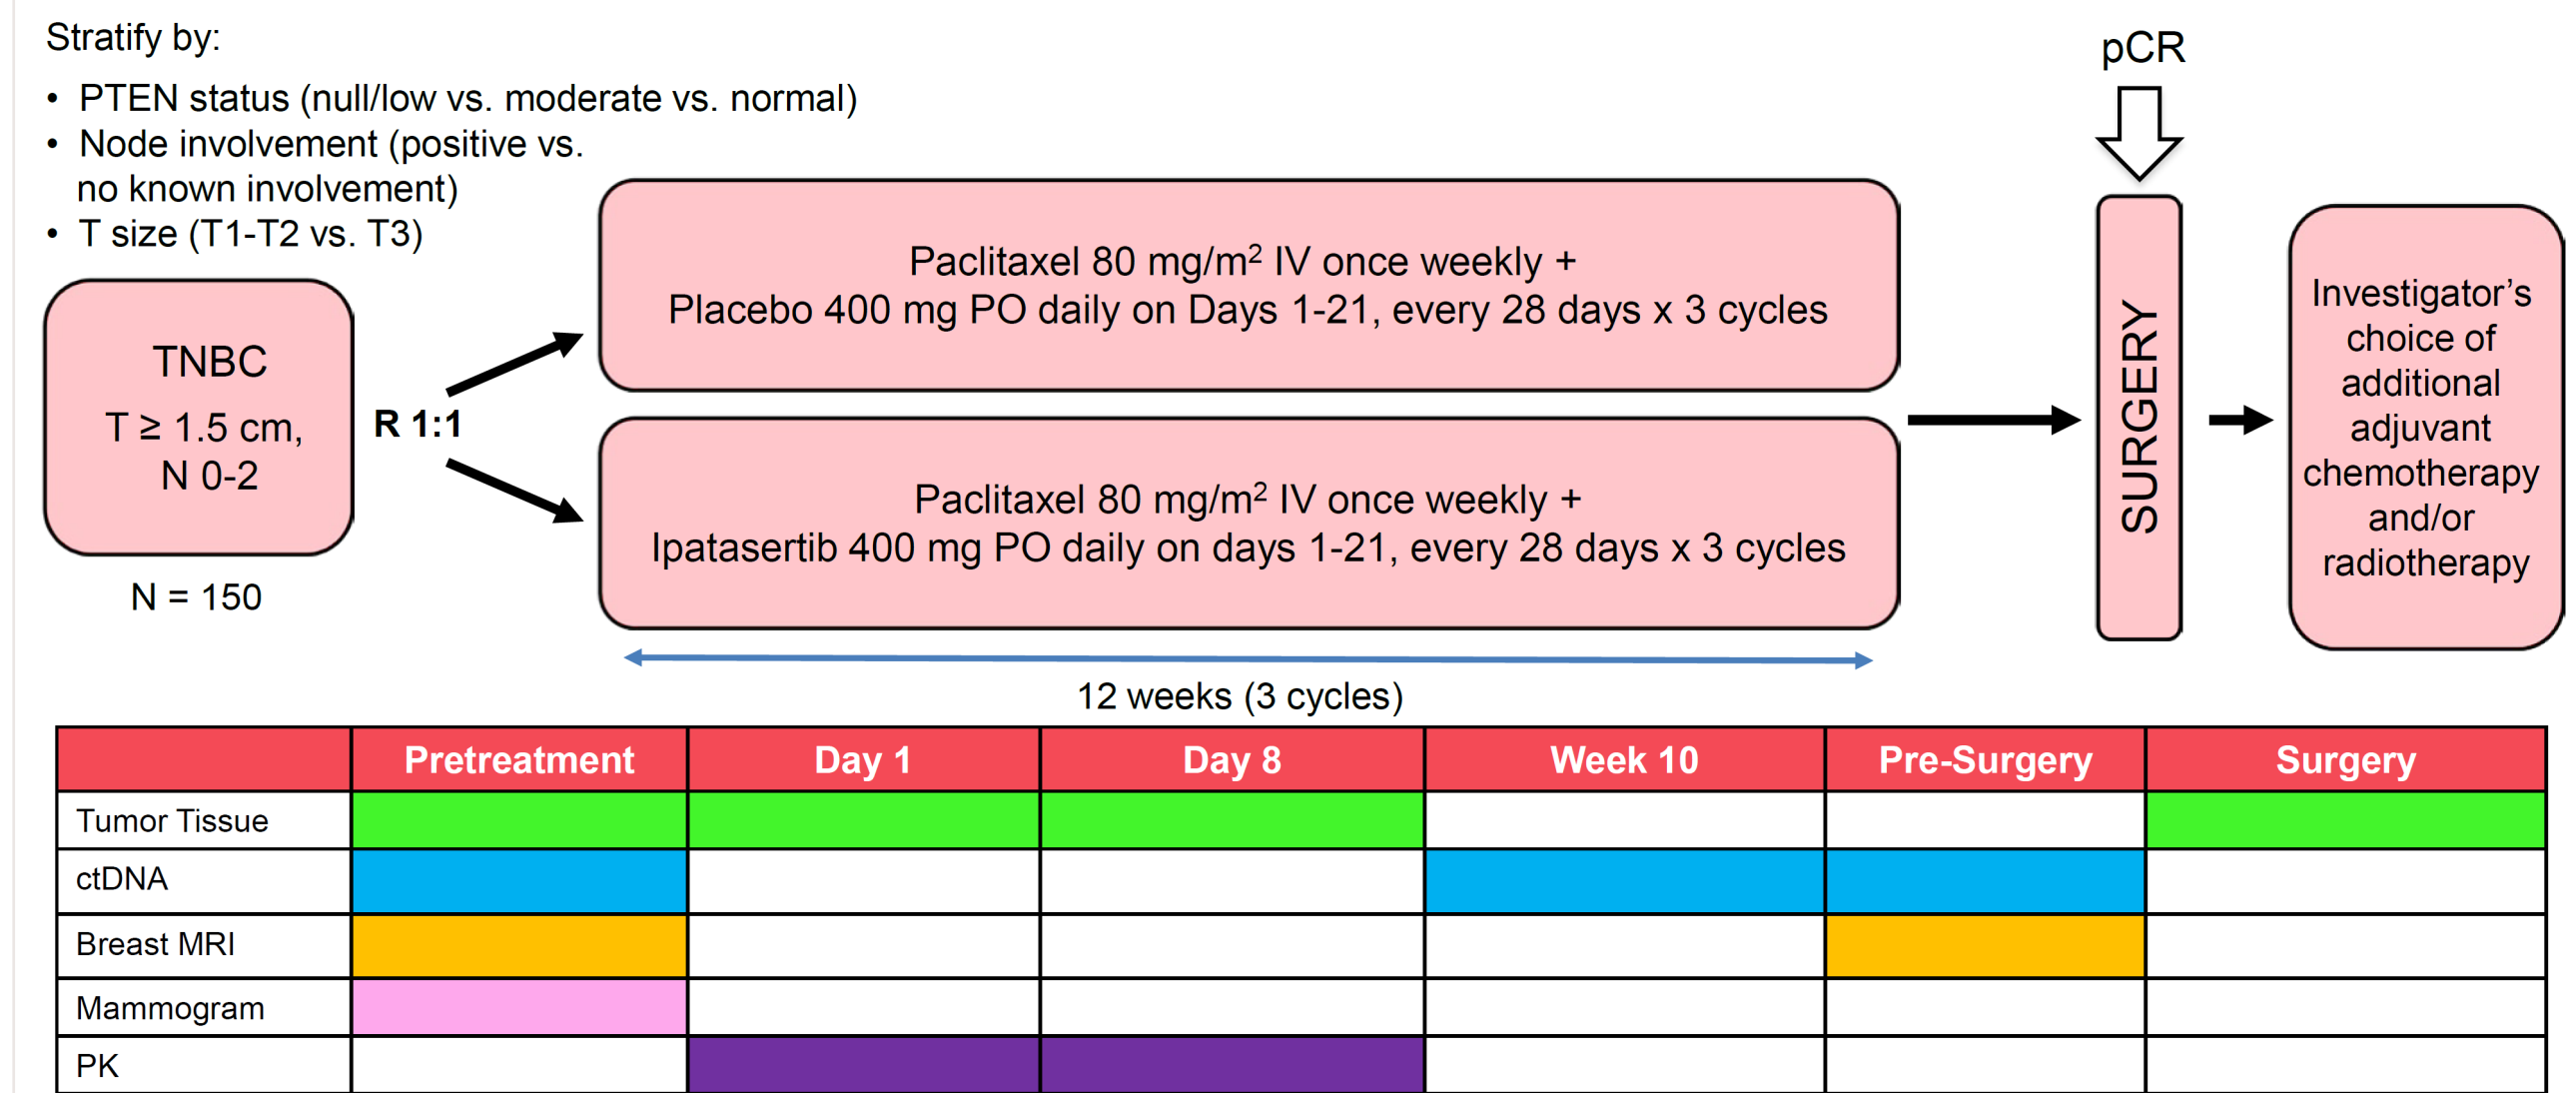 Stratify by:
• PTEN status (null/low vs. moderate vs. normal)
• Node involvement (positive vs.
no known involvement)
• T size (T1-T2 vs. T3)
TNBC
T ≥ 1.5 cm,
N 0-2
N = 150
R 1:1
Paclitaxel 80 mg/m² IV once weekly +
Placebo 400 mg PO daily on Days 1-21, every 28 days x 3 cycles
Paclitaxel 80 mg/m² IV once weekly +
Ipatasertib 400 mg PO daily on days 1-21, every 28 days x 3 cycles
12 weeks (3 cycles)
pCR
SURGERY
Investigator’s
choice of
additional
adjuvant
chemotherapy
and/or
radiotherapy
Pretreatment Day 1 Day 8 Week 10 Pre-Surgery Surgery
Tumor Tissue
ctDNA
Breast MRI
Mammogram
PK